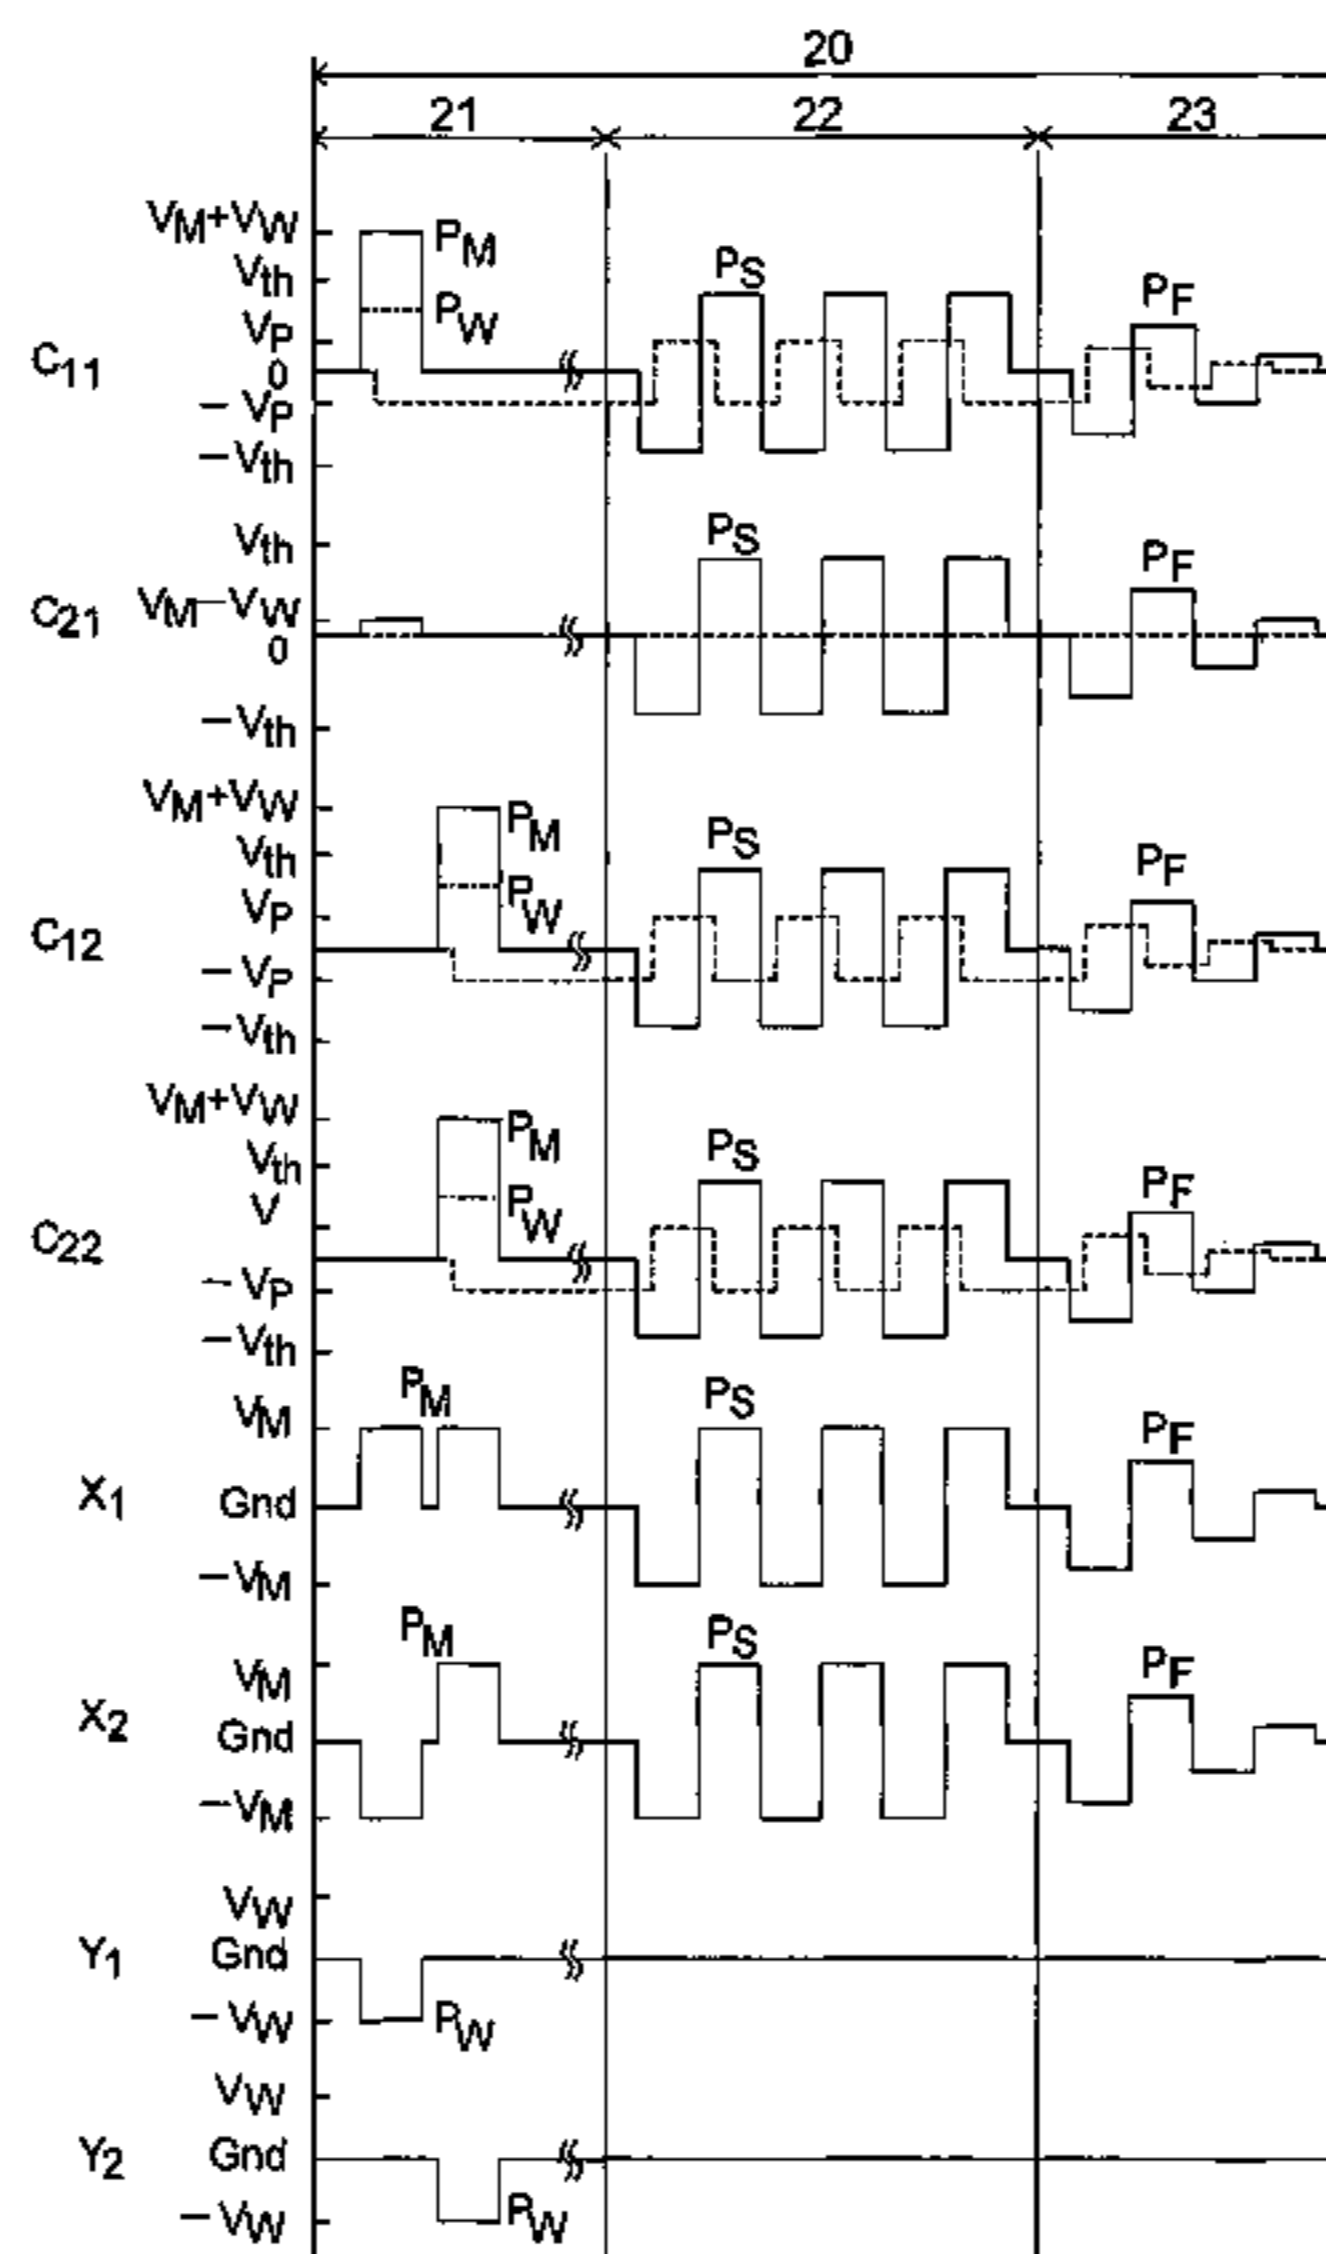 20
21 22 23
VM+VW
PM
Vth
PS
PF
PW
VP
C11
0
−VP
−Vth
Vth
PS
PF
C21
VM−VW
0
−Vth
VM+VW
PM
PS
Vth
PF
PW
VP
C12
−VP
−Vth
VM+VW
PM
PS
Vth
PF
V
PW
C22
−VP
−Vth
PM
PS
VM
PF
X1
Gnd
−VM
PM
PS
VM
PF
X2
Gnd
−VM
VW
Y1
Gnd
−VW
PW
VW
Y2
Gnd
−VW
PW